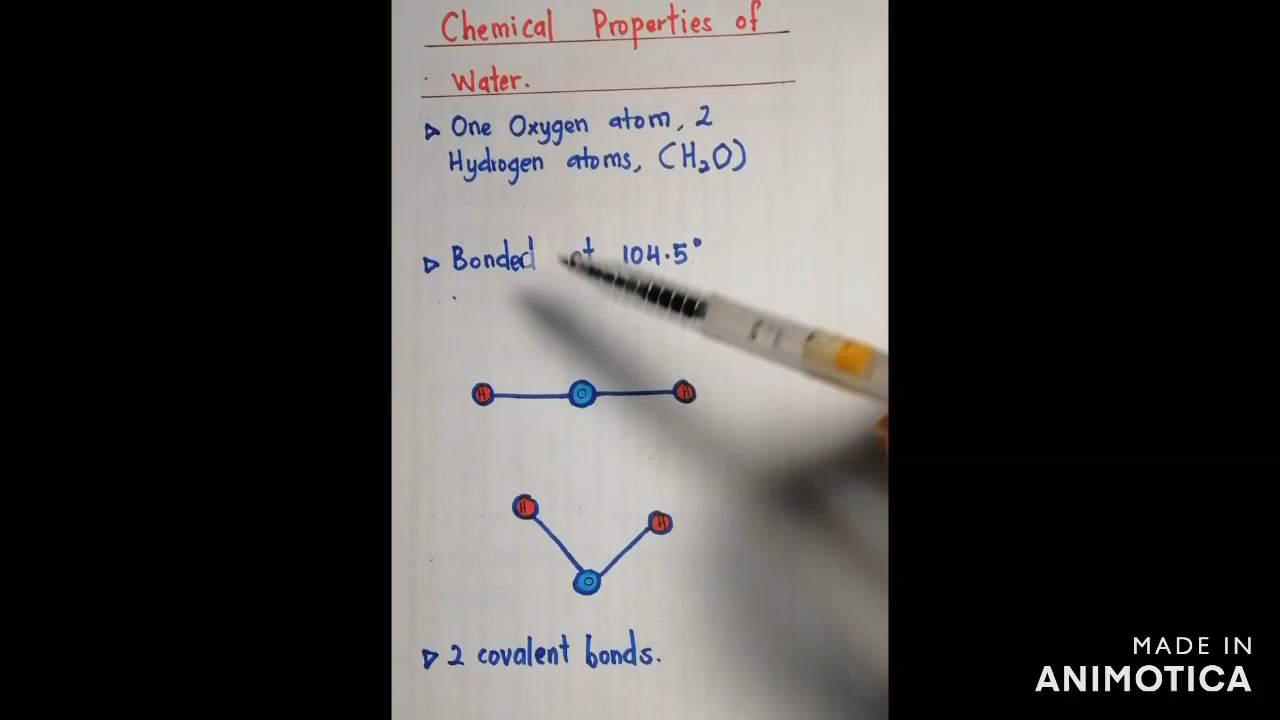 Chemical Properties of
Water.
One Oxygen atom, 2
Hydrogen atoms, (H₂O)
Bonded at 104.5°
H O H
H H
O
2 covalent bonds.
MADE IN
ANIMOTICA